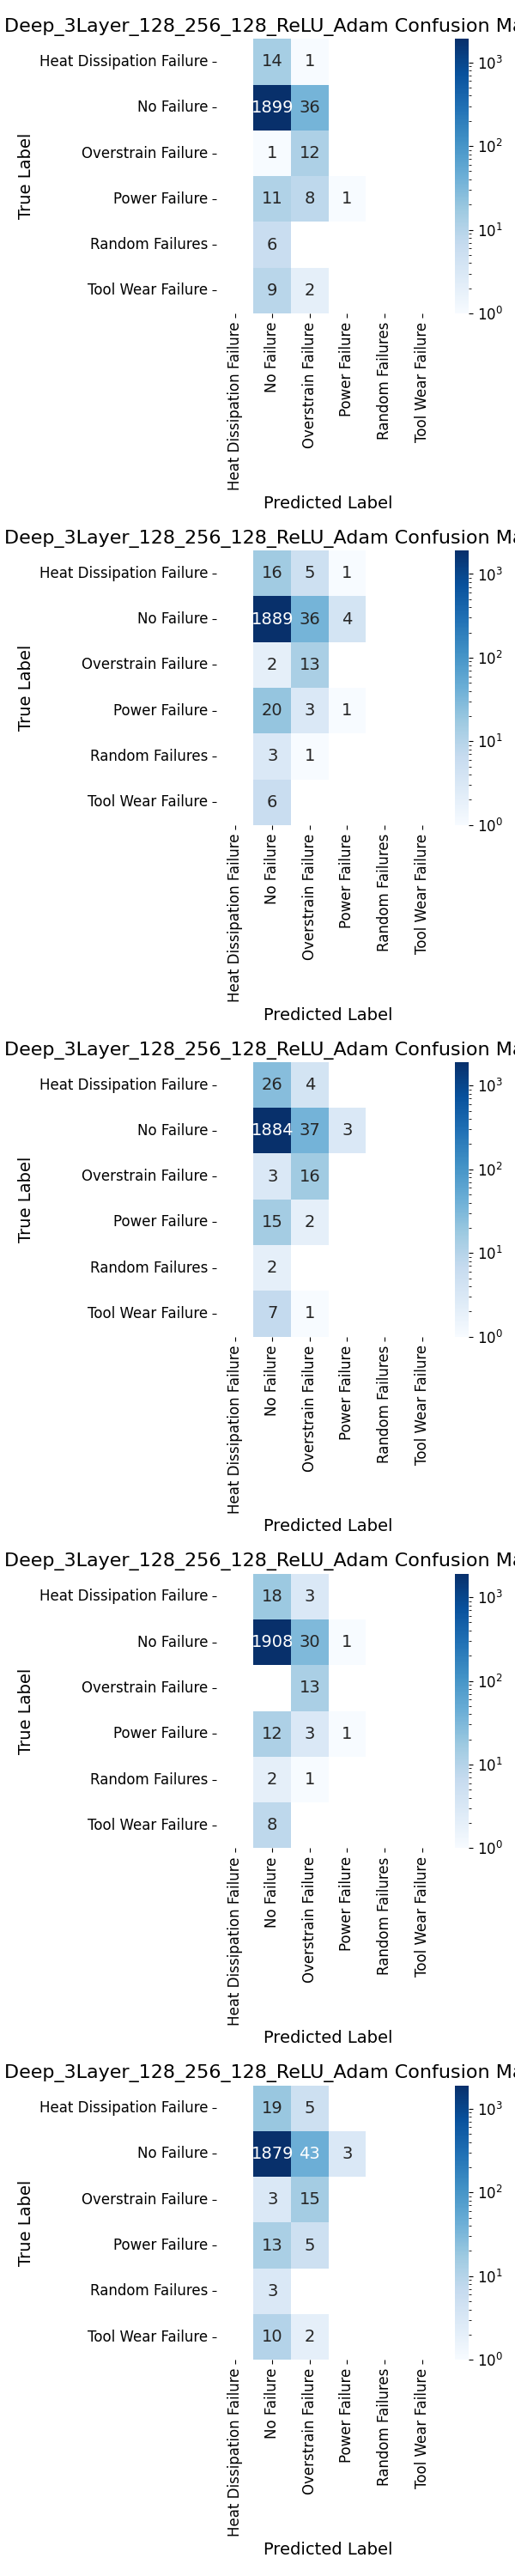 Deep_3Layer_128_256_128_ReLU_Adam Confusion Ma
True Label
Heat Dissipation Failure
14 1
No Failure
1899 36
Overstrain Failure
1 12
Power Failure
11 8 1
Random Failures
6
Tool Wear Failure
9 2
10^3
10^2
10^1
10^0
Heat Dissipation Failure
No Failure
Overstrain Failure
Power Failure
Random Failures
Tool Wear Failure
Predicted Label
Deep_3Layer_128_256_128_ReLU_Adam Confusion Ma
True Label
Heat Dissipation Failure
16 5 1
No Failure
1889 36 4
Overstrain Failure
2 13
Power Failure
20 3 1
Random Failures
3 1
Tool Wear Failure
6
10^3
10^2
10^1
10^0
Heat Dissipation Failure
No Failure
Overstrain Failure
Power Failure
Random Failures
Tool Wear Failure
Predicted Label
Deep_3Layer_128_256_128_ReLU_Adam Confusion Ma
True Label
Heat Dissipation Failure
26 4
No Failure
1884 37 3
Overstrain Failure
3 16
Power Failure
15 2
Random Failures
2
Tool Wear Failure
7 1
10^3
10^2
10^1
10^0
Heat Dissipation Failure
No Failure
Overstrain Failure
Power Failure
Random Failures
Tool Wear Failure
Predicted Label
Deep_3Layer_128_256_128_ReLU_Adam Confusion Ma
True Label
Heat Dissipation Failure
18 3
No Failure
1908 30 1
Overstrain Failure
13
Power Failure
12 3 1
Random Failures
2 1
Tool Wear Failure
8
10^3
10^2
10^1
10^0
Heat Dissipation Failure
No Failure
Overstrain Failure
Power Failure
Random Failures
Tool Wear Failure
Predicted Label
Deep_3Layer_128_256_128_ReLU_Adam Confusion Ma
True Label
Heat Dissipation Failure
19 5
No Failure
1879 43 3
Overstrain Failure
3 15
Power Failure
13 5
Random Failures
3
Tool Wear Failure
10 2
10^3
10^2
10^1
10^0
Heat Dissipation Failure
No Failure
Overstrain Failure
Power Failure
Random Failures
Tool Wear Failure
Predicted Label